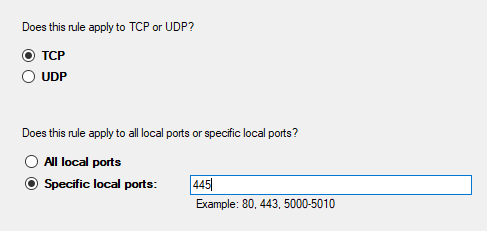 Does this rule apply to TCP or UDP?
TCP
UDP
Does this rule apply to all local ports or specific local ports?
All local ports
Specific local ports: 445
Example: 80, 443, 5000-5010